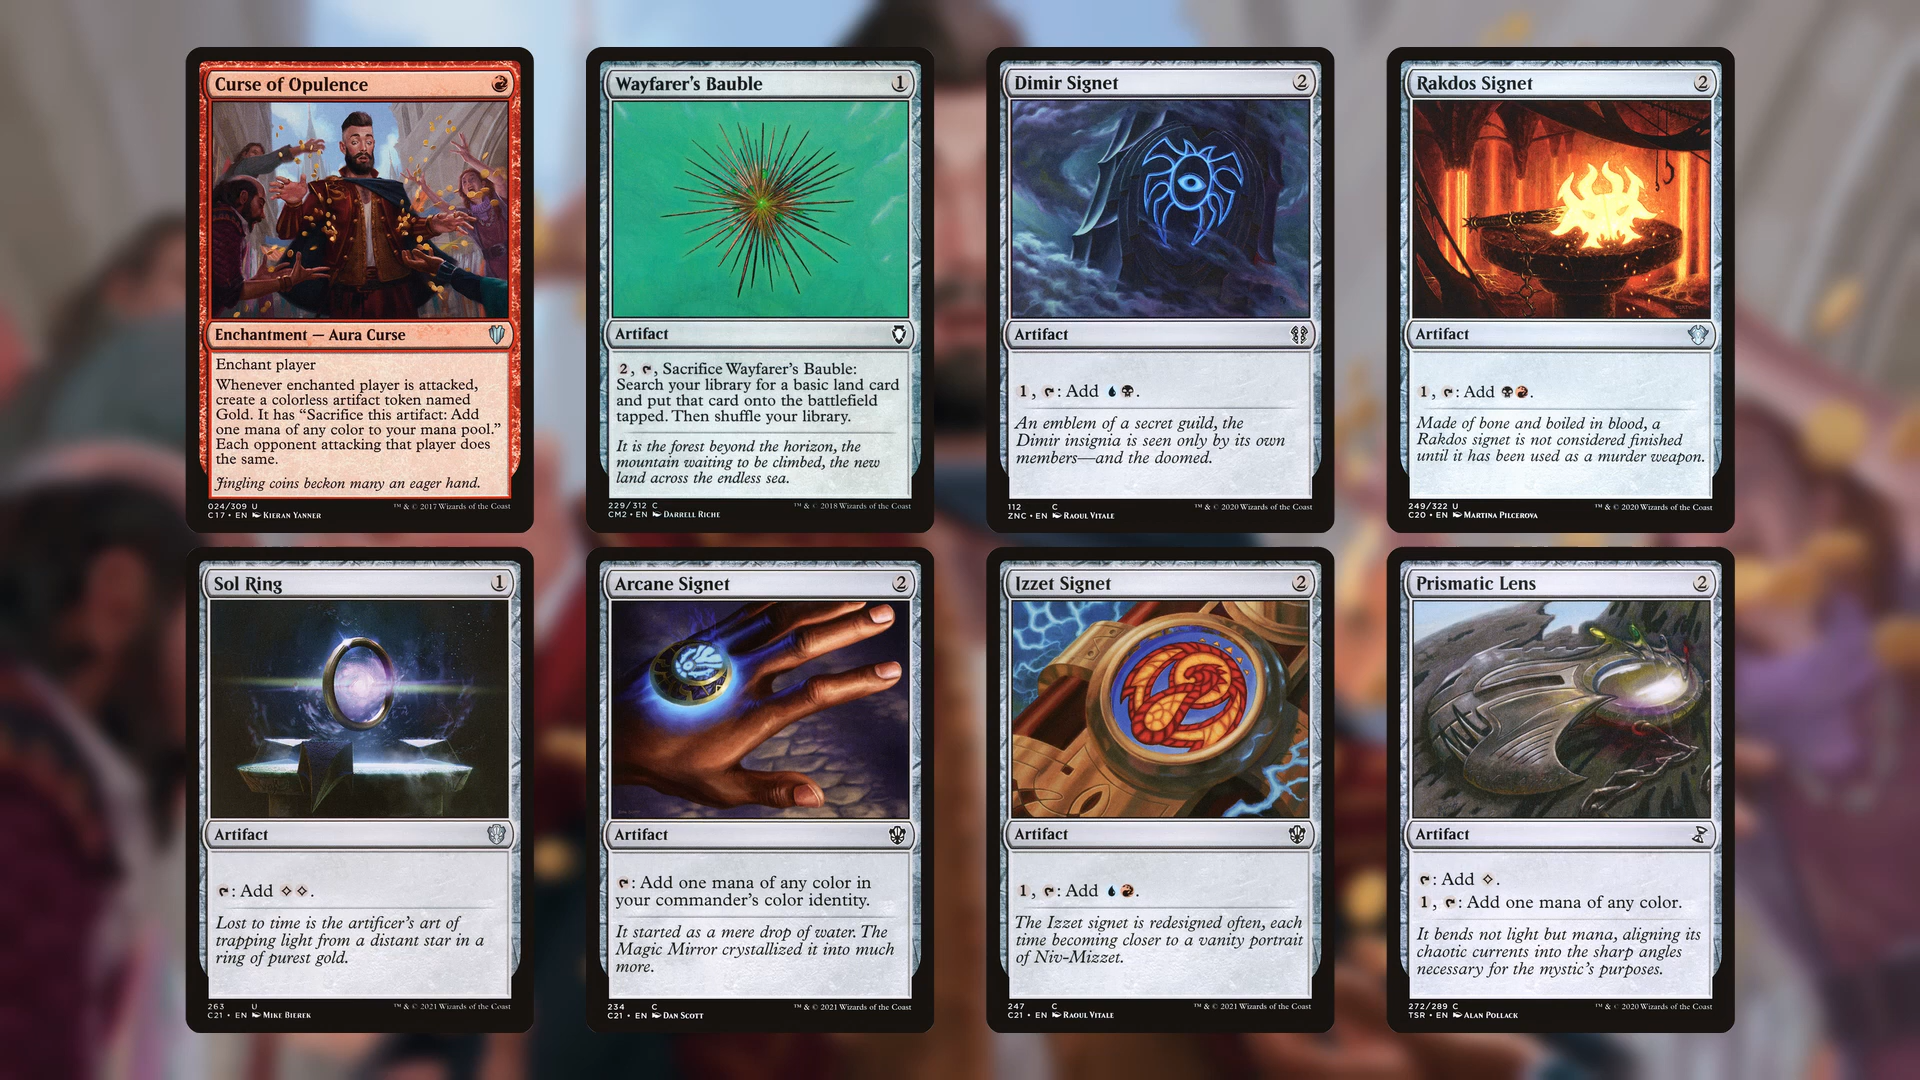 Curse of Opulence
Enchantment — Aura Curse
Enchant player
Whenever enchanted player is attacked,
create a colorless artifact token named
Gold. It has “Sacrifice this artifact: Add
one mana of any color to your mana pool.”
Each opponent attacking that player does
the same.
Jingling coins beckon many an eager hand.
024/309 U
C17 • EN Kieran Yanner
™ & © 2017 Wizards of the Coast
Wayfarer’s Bauble 1
Artifact
2, , Sacrifice Wayfarer’s Bauble:
Search your library for a basic land card
and put that card onto the battlefield
tapped. Then shuffle your library.
It is the forest beyond the horizon, the
mountain waiting to be climbed, the new
land across the endless sea.
229/312 C
CM2 • EN Darrell Riche
™ & © 2018 Wizards of the Coast
Dimir Signet 2
Artifact
1, : Add .
An emblem of a secret guild, the
Dimir insignia is seen only by its own
members—and the doomed.
112 C
ZNC • EN Raoul Vitale
™ & © 2020 Wizards of the Coast
Rakdos Signet 2
Artifact
1, : Add .
Made of bone and boiled in blood, a
Rakdos signet is not considered finished
until it has been used as a murder weapon.
249/322 U
C20 • EN Martina Pilcerova
™ & © 2020 Wizards of the Coast
Sol Ring 1
Artifact
: Add .
Lost to time is the artificer’s art of
trapping light from a distant star in a
ring of purest gold.
263 U
C21 • EN Mike Bierek
™ & © 2021 Wizards of the Coast
Arcane Signet 2
Artifact
: Add one mana of any color in
your commander’s color identity.
It started as a mere drop of water. The
Magic Mirror crystallized it into much
more.
234 C
C21 • EN Dan Scott
™ & © 2021 Wizards of the Coast
Izzet Signet 2
Artifact
1, : Add .
The Izzet signet is redesigned often, each
time becoming closer to a vanity portrait
of Niv-Mizzet.
247 C
C21 • EN Raoul Vitale
™ & © 2021 Wizards of the Coast
Prismatic Lens 2
Artifact
: Add .
1, : Add one mana of any color.
It bends not light but mana, aligning its
chaotic currents into the sharp angles
necessary for the mystic’s purposes.
272/289 C
TSR • EN Alan Pollack
™ & © 2020 Wizards of the Coast